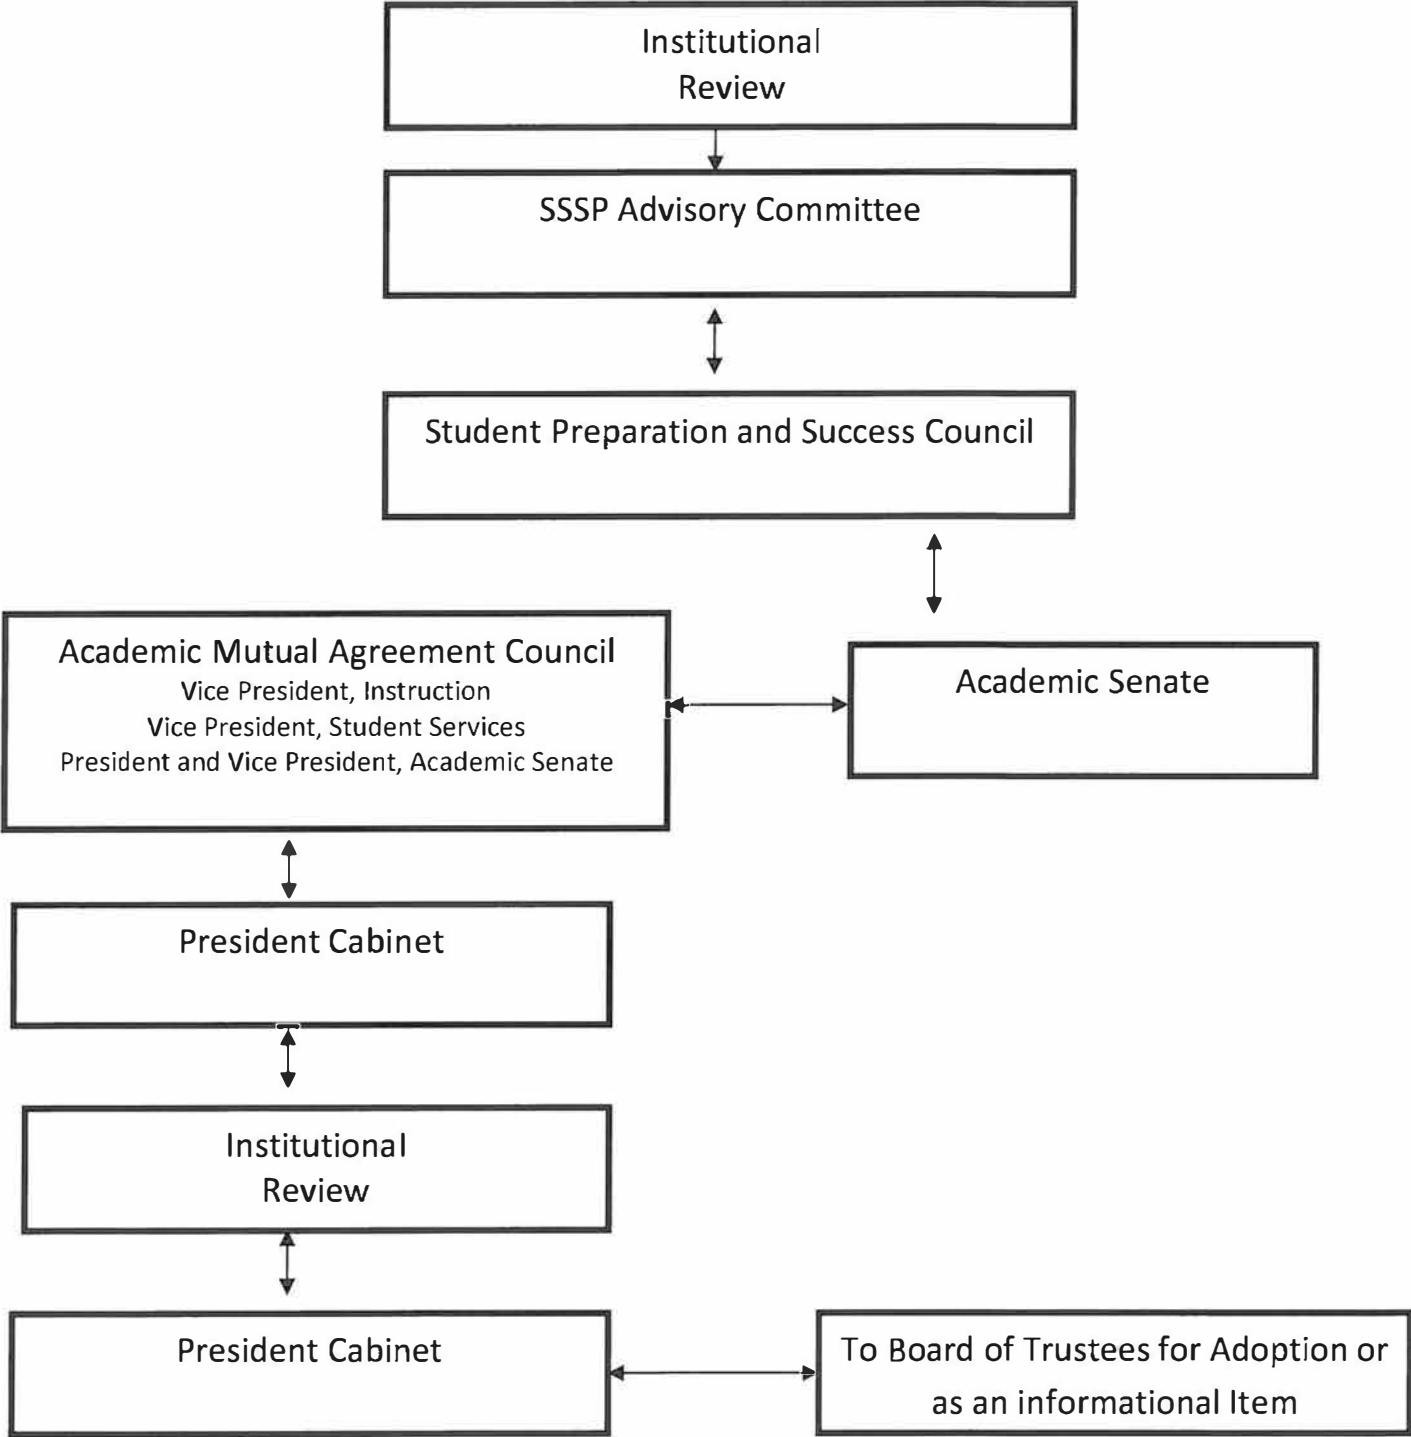 Institutional
Review
SSSP Advisory Committee
Student Preparation and Success Council
Academic Mutual Agreement Council
Vice President, Instruction
Vice President, Student Services
President and Vice President, Academic Senate
Academic Senate
President Cabinet
Institutional
Review
President Cabinet
To Board of Trustees for Adoption or
as an informational Item